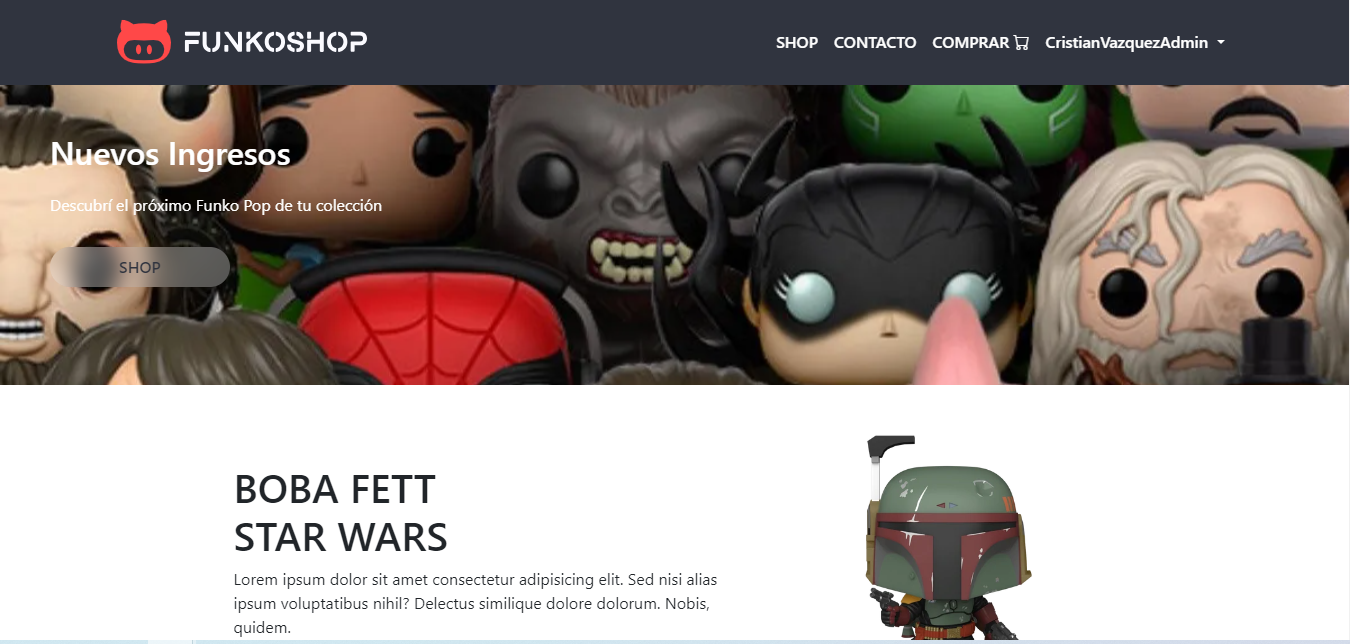 FUNKOSHOP
SHOP CONTACTO COMPRAR CristianVazquezAdmin
Nuevos Ingresos
Descubrí el próximo Funko Pop de tu colección
SHOP
BOBA FETT
STAR WARS
Lorem ipsum dolor sit amet consectetur adipisicing elit. Sed nisi alias
ipsum voluptatibus nihil? Delectus similique dolore dolorum. Nobis,
quidem.